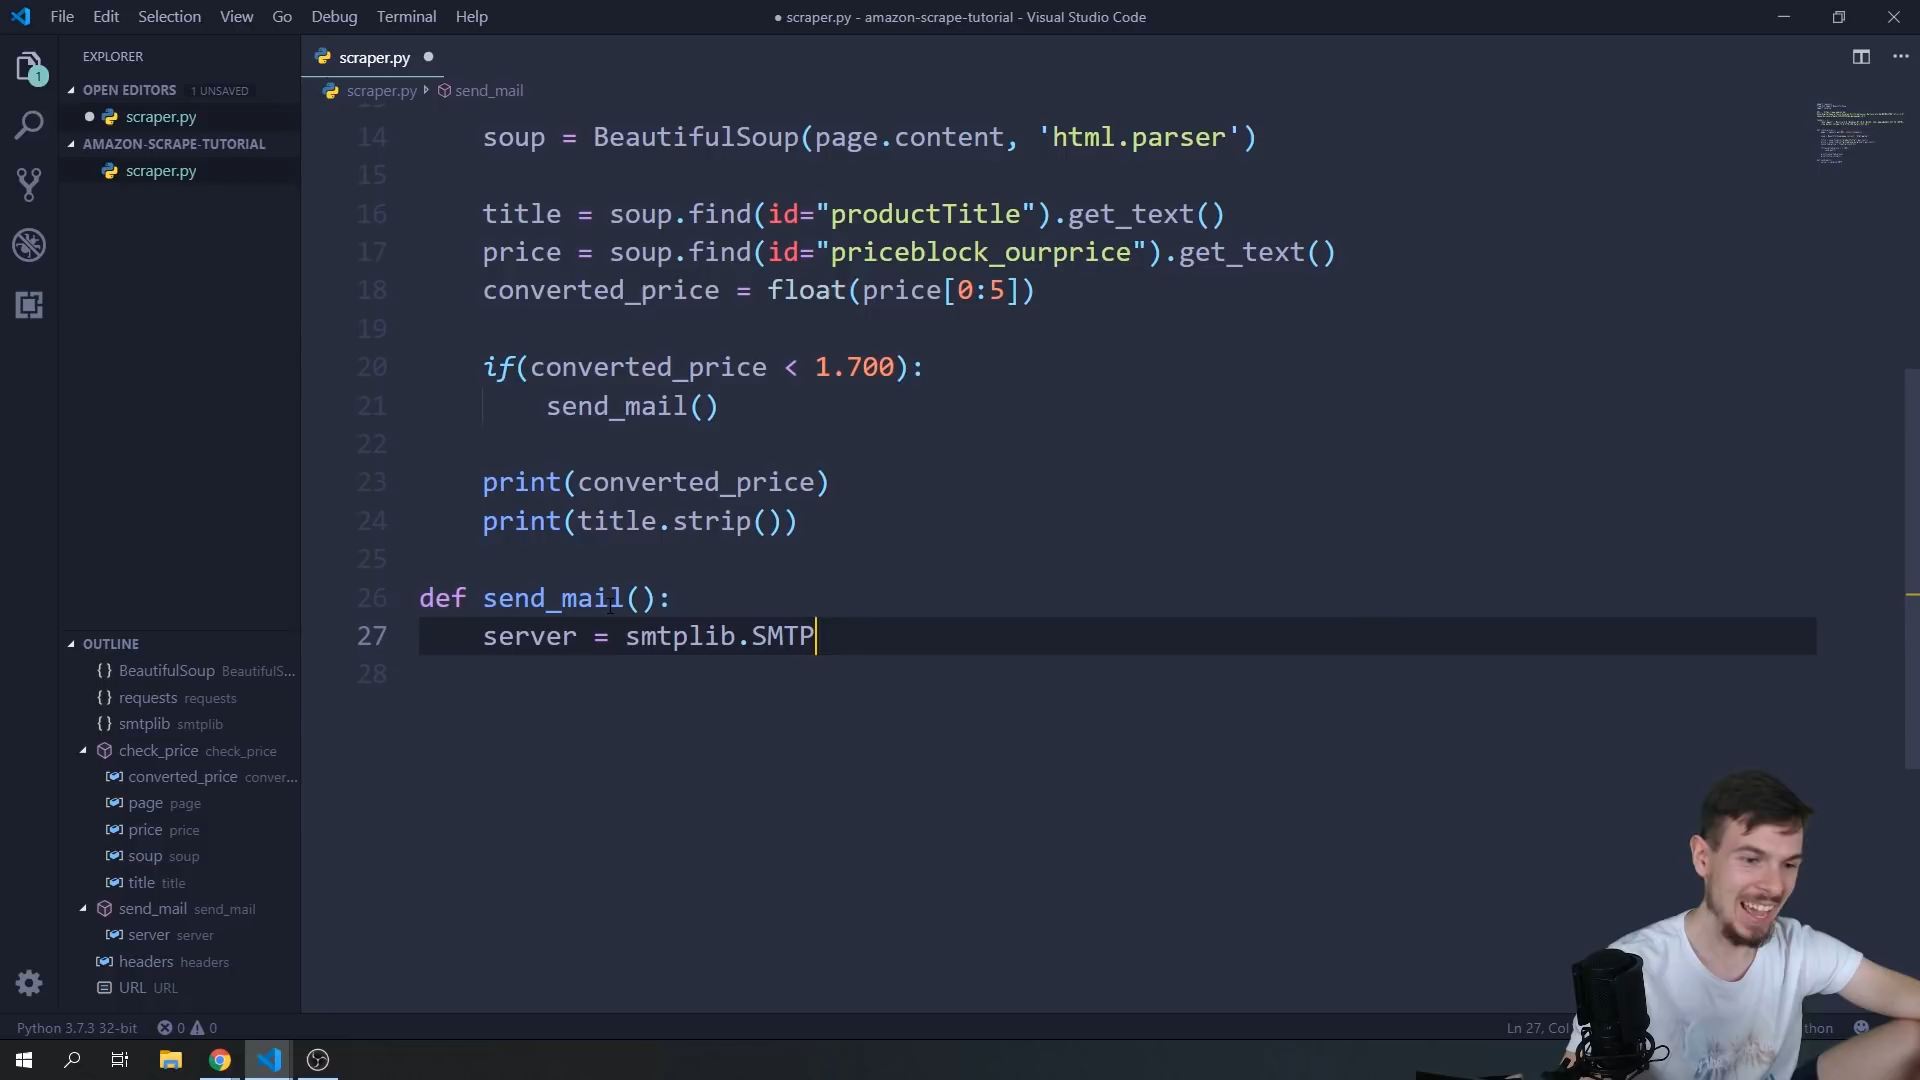 File Edit Selection View Go Debug Terminal Help
● scraper.py - amazon-scrape-tutorial - Visual Studio Code
EXPLORER
OPEN EDITORS 1 UNSAVED
scraper.py
AMAZON-SCRAPE-TUTORIAL
scraper.py
1
OUTLINE
BeautifulSoup BeautifulS...
requests requests
smtplib smtplib
check_price check_price
converted_price conver...
page page
price price
soup soup
title title
send_mail send_mail
server server
headers headers
URL URL
scraper.py
scraper.py send_mail
14 soup = BeautifulSoup(page.content, 'html.parser')
15
16 title = soup.find(id="productTitle").get_text()
17 price = soup.find(id="priceblock_ourprice").get_text()
18 converted_price = float(price[0:5])
19
20 if(converted_price < 1.700):
21 send_mail()
22
23 print(converted_price)
24 print(title.strip())
25
26 def send_mail():
27 server = smtplib.SMTP
28
Python 3.7.3 32-bit 0 0
Ln 27, Col
thon